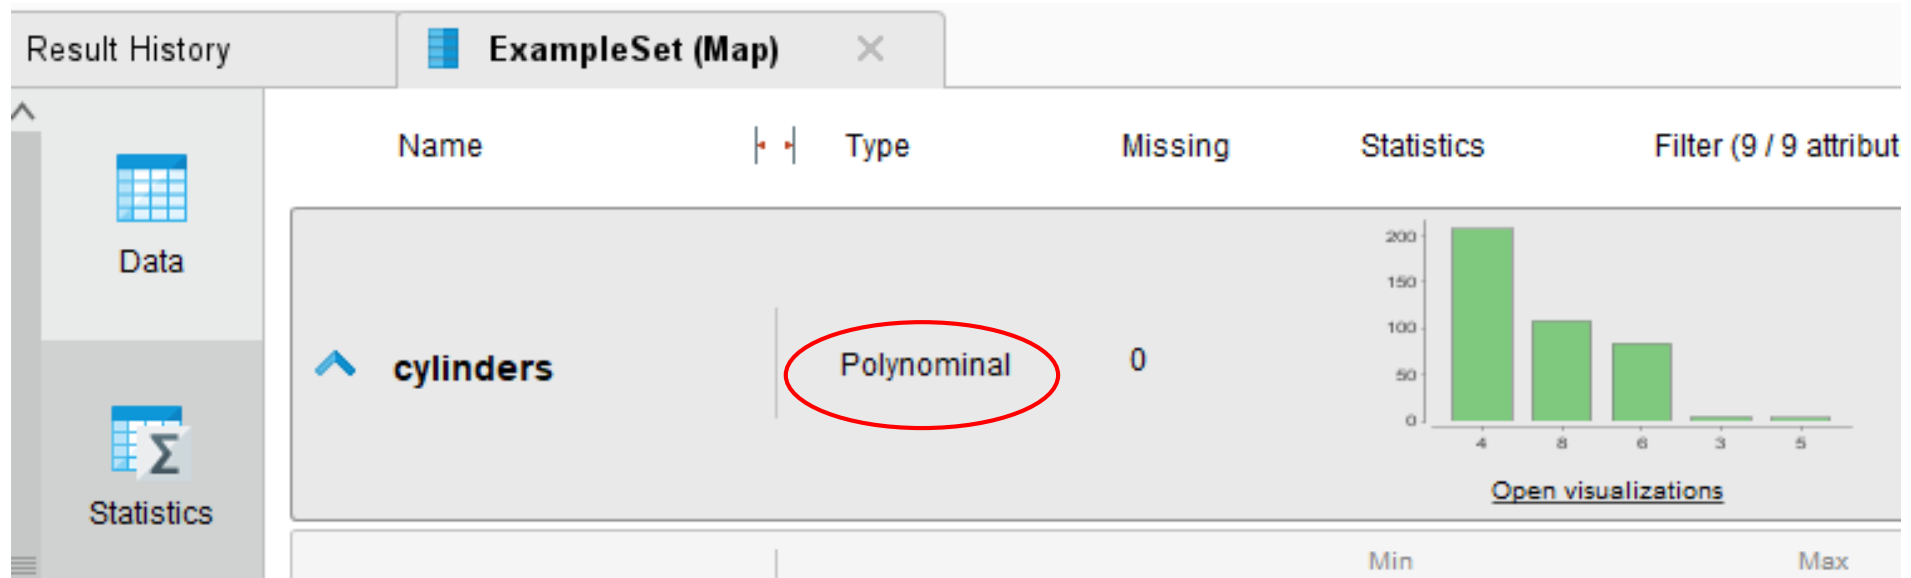 Result History
ExampleSet (Map)
Name Type Missing Statistics Filter (9 / 9 attribut
Data
Statistics
cylinders Polynominal 0
200
150
100
50
0
4 8 6 3 5
Open visualizations
Min Max